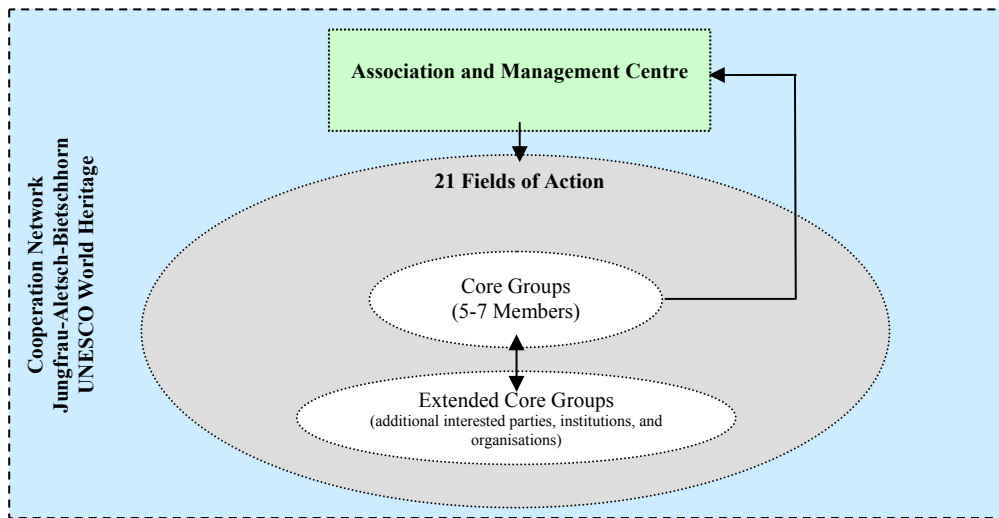 Cooperation Network
Jungfrau-Aletsch-Bietschhorn
UNESCO World Heritage
Association and Management Centre
21 Fields of Action
Core Groups
(5-7 Members)
Extended Core Groups
(additional interested parties, institutions, and
organisations)